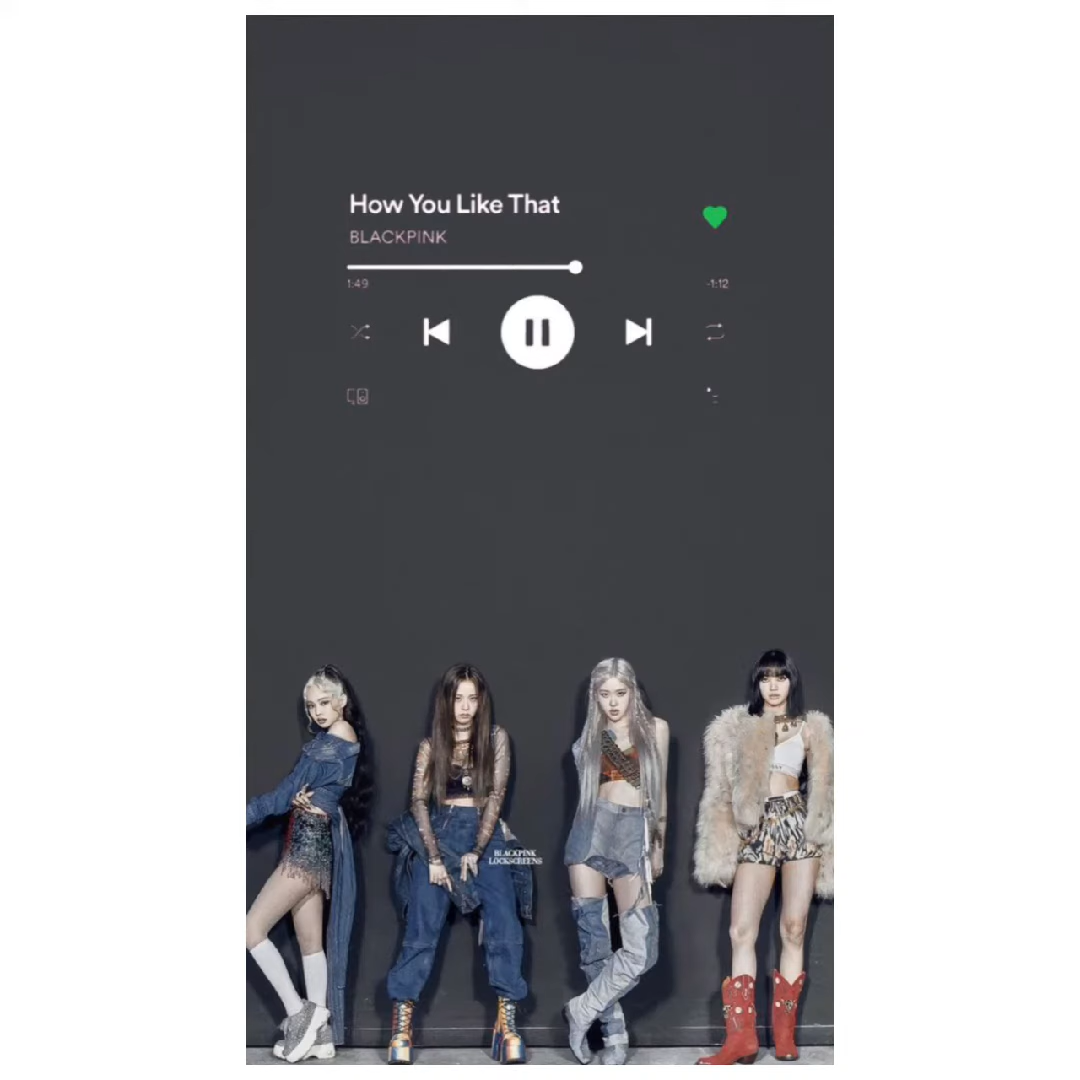 How You Like That
BLACKPINK
1:49
-1:12
BLACKPINK
LOCKSCREENS